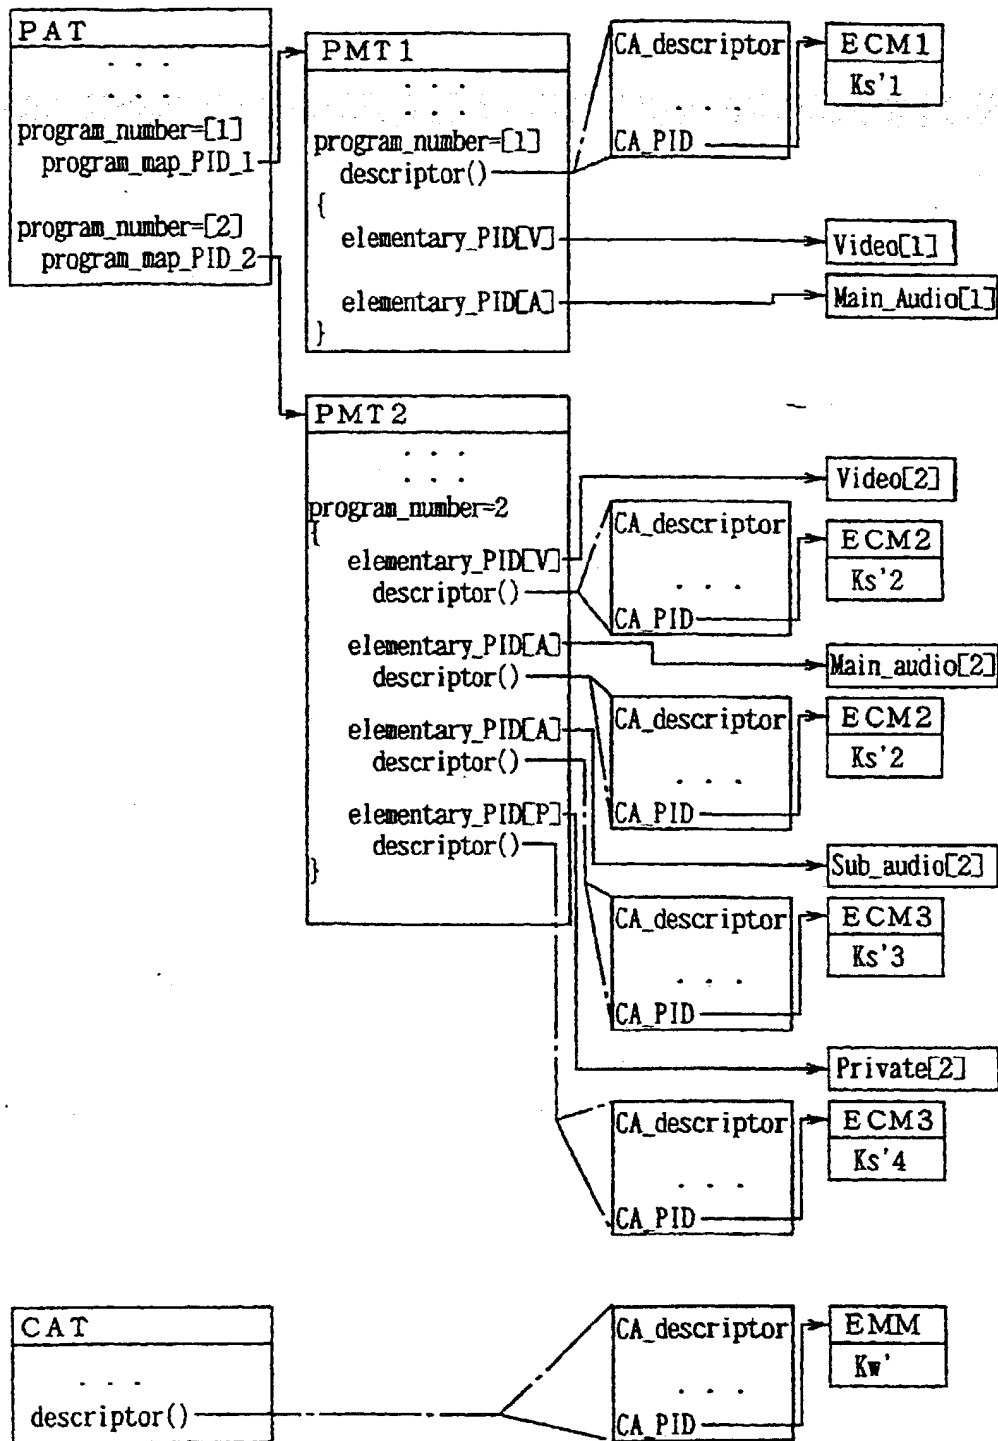 PAT
. . .
. . .
program_number=[1]
program_map_PID_1
program_number=[2]
program_map_PID_2
PMT1
. . .
. . .
program_number=[1]
descriptor()
{
elementary_PID[V]
elementary_PID[A]
}
CA_descriptor
. . .
CA_PID
ECM1
Ks'1
Video[1]
Main_Audio[1]
PMT2
. . .
. . .
program_number=2
{
elementary_PID[V]
descriptor()
elementary_PID[A]
descriptor()
elementary_PID[A]
descriptor()
elementary_PID[P]
descriptor()
}
Video[2]
CA_descriptor
. . .
CA_PID
ECM2
Ks'2
Main_audio[2]
CA_descriptor
. . .
CA_PID
ECM2
Ks'2
Sub_audio[2]
CA_descriptor
. . .
CA_PID
ECM3
Ks'3
Private[2]
CA_descriptor
. . .
CA_PID
ECM3
Ks'4
CAT
. . .
descriptor()
CA_descriptor
. . .
CA_PID
EMM
Kw'